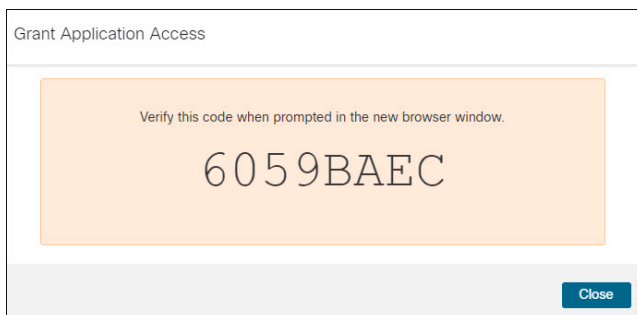 Grant Application Access
Verify this code when prompted in the new browser window.
6059BAEC
Close